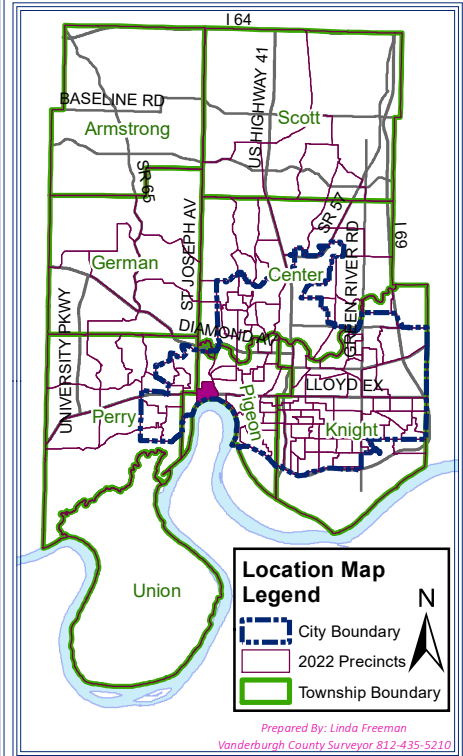 I 64
BASELINE RD
Armstrong
Scott
US HIGHWAY 41
SR 65
SR 57
I 69
ST JOSEPH AV
German
Center
GREEN RIVER RD
UNIVERSITY PKWY
DIAMOND AV
LLOYD EX
Perry
Pigeon
Knight
Union
Location Map
Legend
N
City Boundary
2022 Precincts
Township Boundary
Prepared By: Linda Freeman
Vanderburgh County Surveyor 812-435-5210